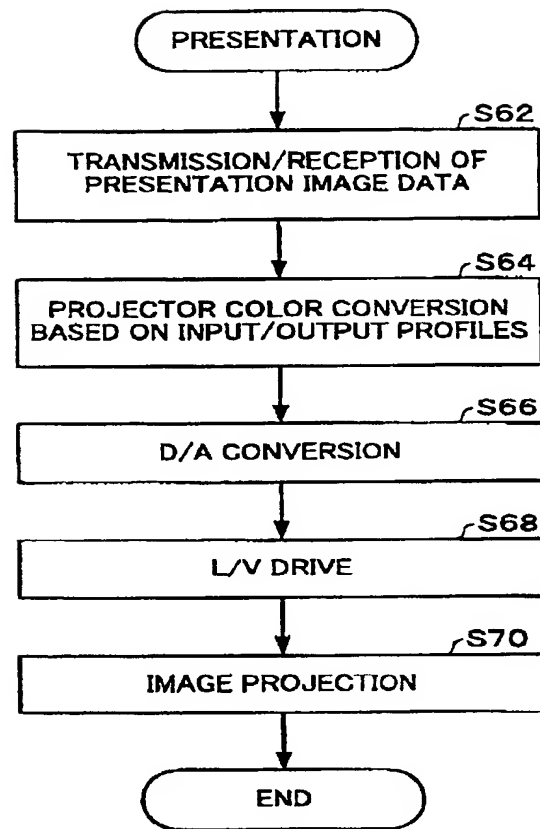 PRESENTATION
S62
TRANSMISSION/RECEPTION OF
PRESENTATION IMAGE DATA
S64
PROJECTOR COLOR CONVERSION
BASED ON INPUT/OUTPUT PROFILES
S66
D/A CONVERSION
S68
L/V DRIVE
S70
IMAGE PROJECTION
END